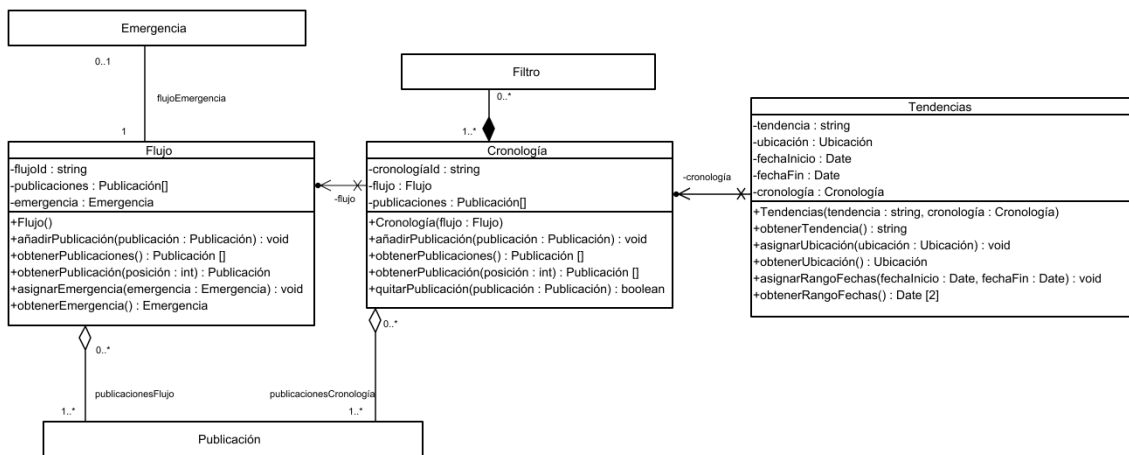 Emergencia
0..1
flujoEmergencia
1
Filtro
0..*
1..*
Flujo
-flujoId : string
-publicaciones : Publicación[]
-emergencia : Emergencia
+Flujo()
+añadirPublicación(publicación : Publicación) : void
+obtenerPublicaciones() : Publicación []
+obtenerPublicación(posición : int) : Publicación
+asignarEmergencia(emergencia : Emergencia) : void
+obtenerEmergencia() : Emergencia
-flujo
Cronología
-cronologíaId : string
-flujo : Flujo
-publicaciones : Publicación[]
+Cronología(flujo : Flujo)
+añadirPublicación(publicación : Publicación) : void
+obtenerPublicaciones() : Publicación []
+obtenerPublicación(posición : int) : Publicación []
+quitarPublicación(publicación : Publicación) : boolean
-cronología
Tendencias
-tendencia : string
-ubicación : Ubicación
-fechaInicio : Date
-fechaFin : Date
-cronología : Cronología
+Tendencias(tendencia : string, cronología : Cronología)
+obtenerTendencia() : string
+asignarUbicación(ubicación : Ubicación) : void
+obtenerUbicación() : Ubicación
+asignarRangoFechas(fechaInicio : Date, fechaFin : Date) : void
+obtenerRangoFechas() : Date [2]
0..*
publicacionesFlujo
1..*
0..*
publicacionesCronología
1..*
Publicación